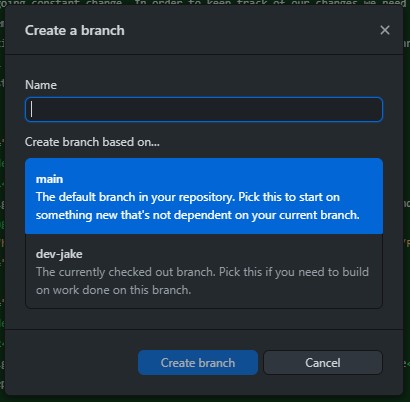 going constant change. In order to keep track of our changes we need
Create a branch
Name
Create branch based on...
main
The default branch in your repository. Pick this to start on
something new that's not dependent on your current branch.
dev-jake
The currently checked out branch. Pick this if you need to build
on work done on this branch.
Create branch
Cancel